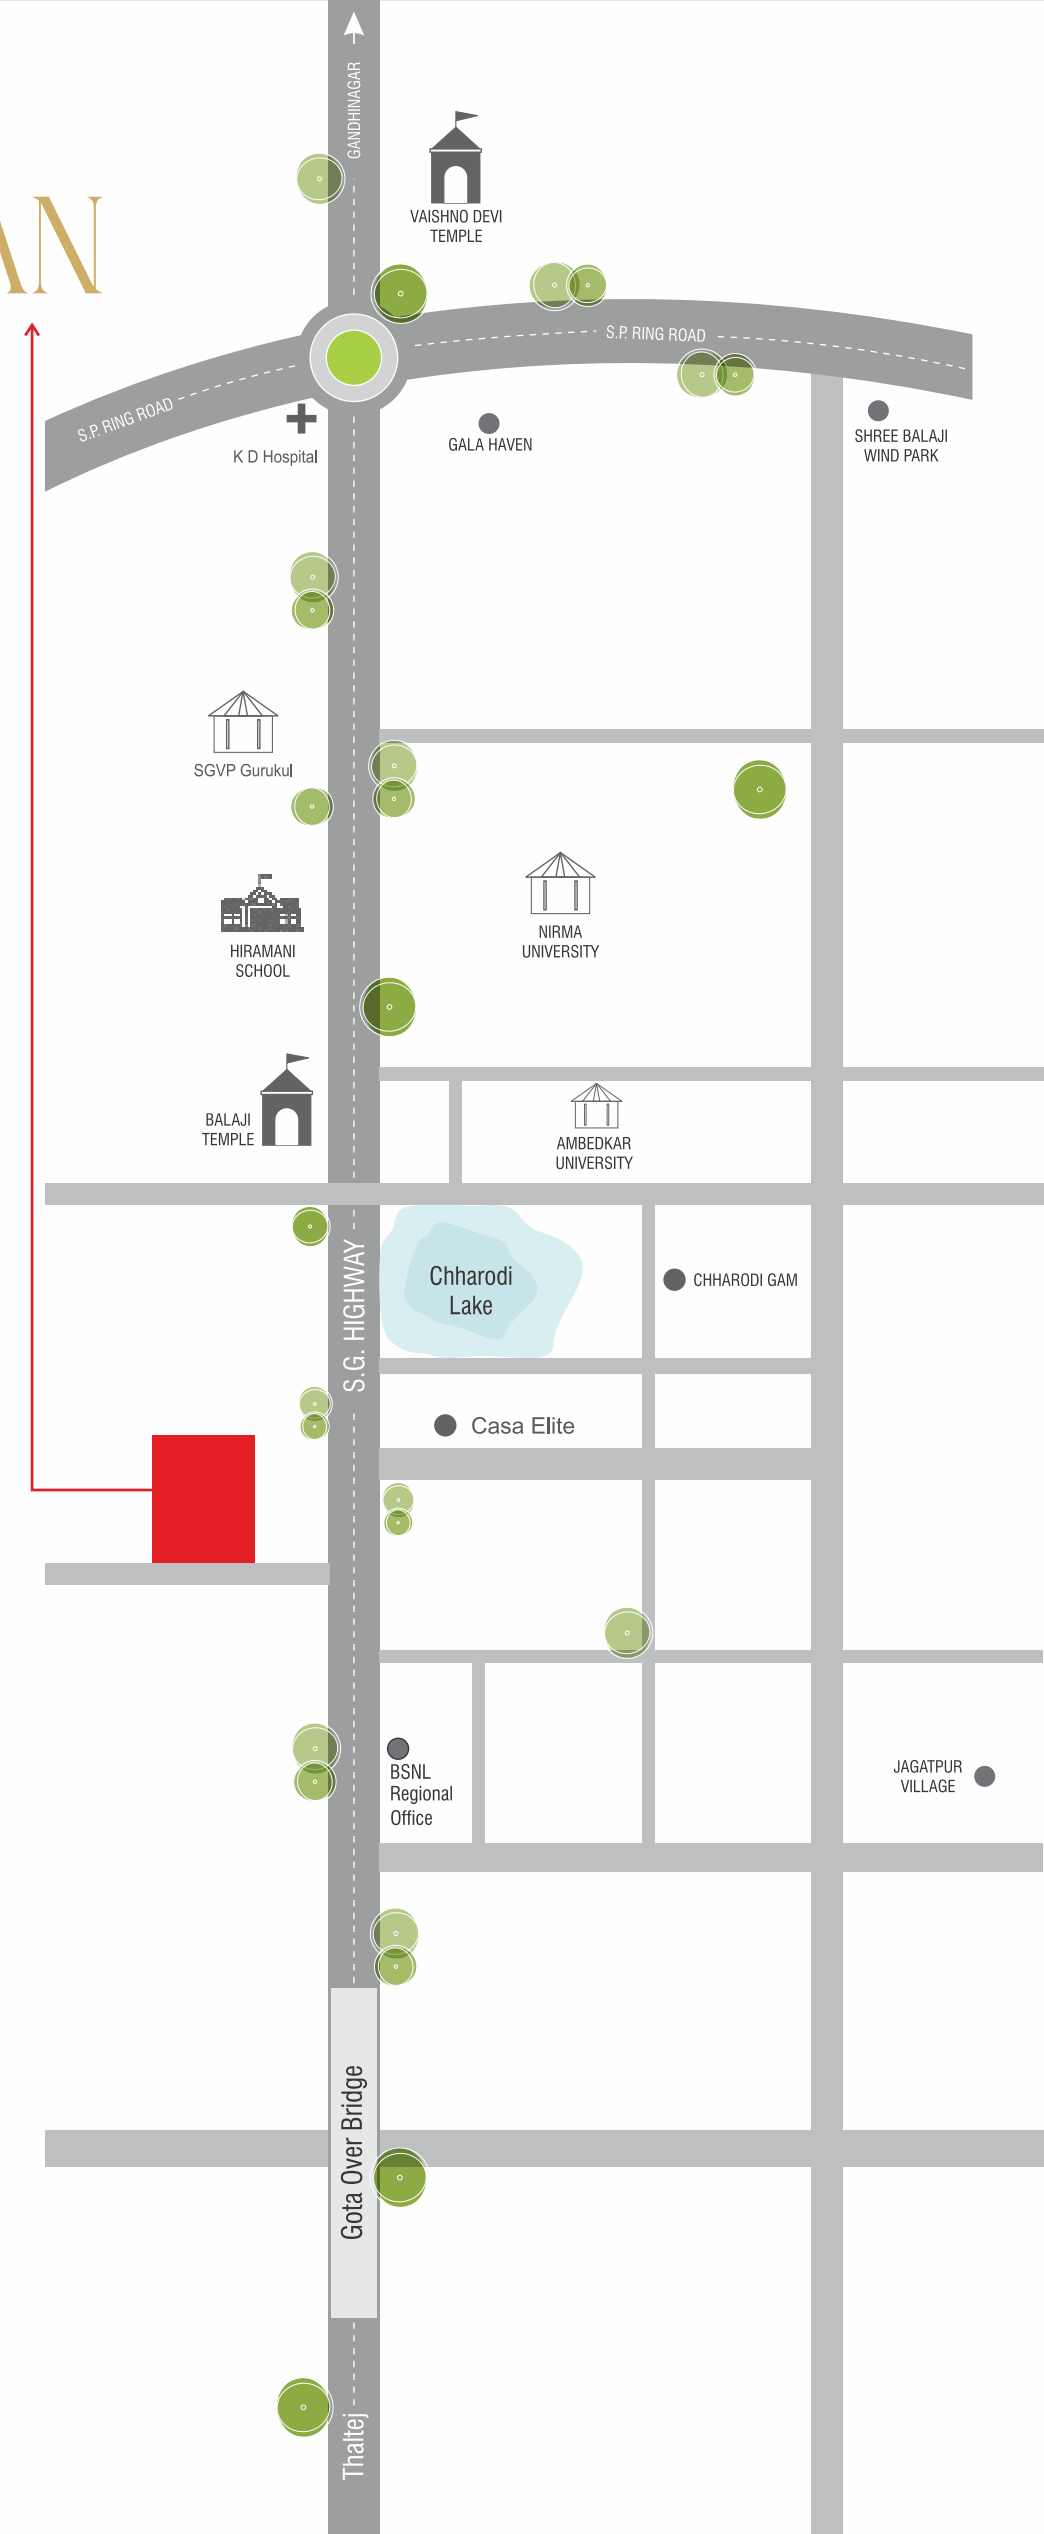 GANDHINAGAR
VAISHNO DEVI
TEMPLE
AN
S.P. RING ROAD
S.P. RING ROAD
K D Hospital
GALA HAVEN
SHREE BALAJI
WIND PARK
SGVP Gurukul
NIRMA
UNIVERSITY
HIRAMANI
SCHOOL
BALAJI
TEMPLE
AMBEDKAR
UNIVERSITY
S.G. HIGHWAY
Chharodi
Lake
CHHARODI GAM
Casa Elite
BSNL
Regional
Office
JAGATPUR
VILLAGE
Gota Over Bridge
Thaltej